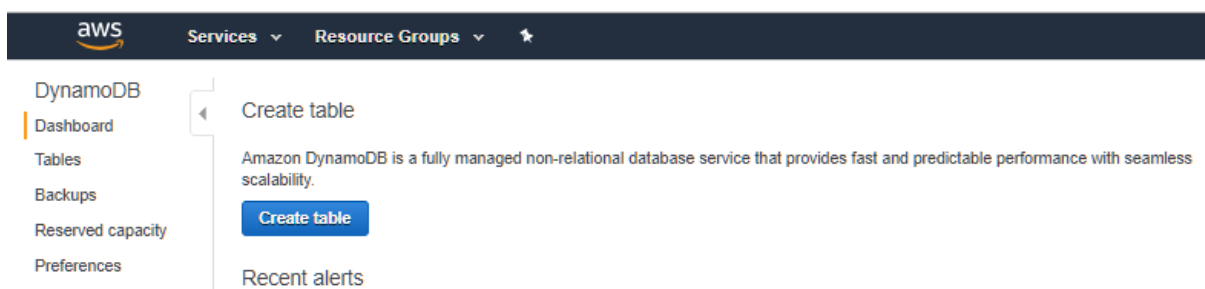 aws Services Resource Groups
DynamoDB
Dashboard
Tables
Backups
Reserved capacity
Preferences
Create table
Amazon DynamoDB is a fully managed non-relational database service that provides fast and predictable performance with seamless
scalability.
Create table
Recent alerts